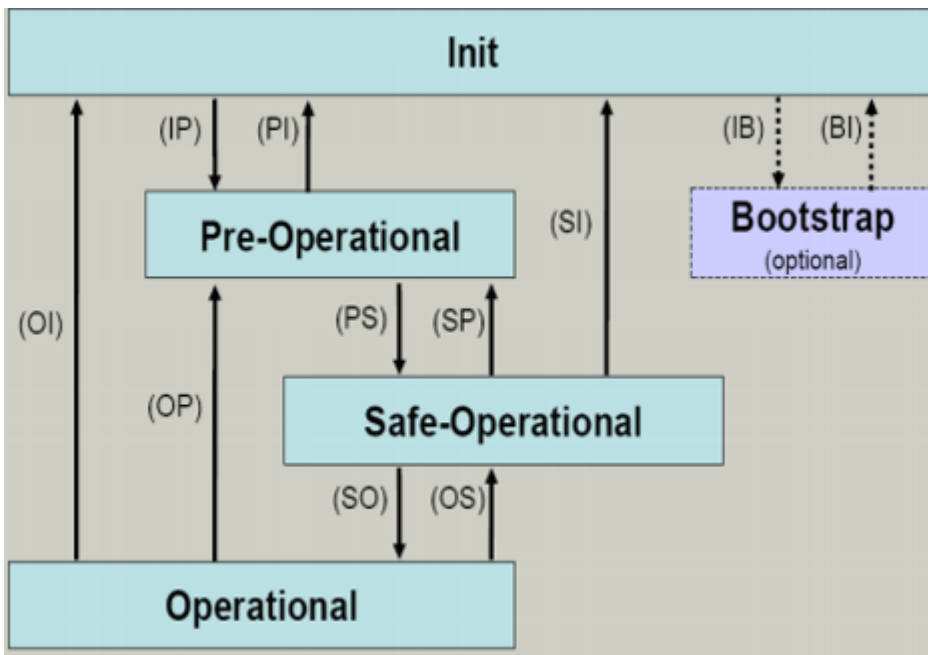 Init
(IP)
(PI)
(IB)
(BI)
Pre-Operational
(SI)
Bootstrap
(optional)
(OI)
(PS)
(SP)
(OP)
Safe-Operational
(SO)
(OS)
Operational